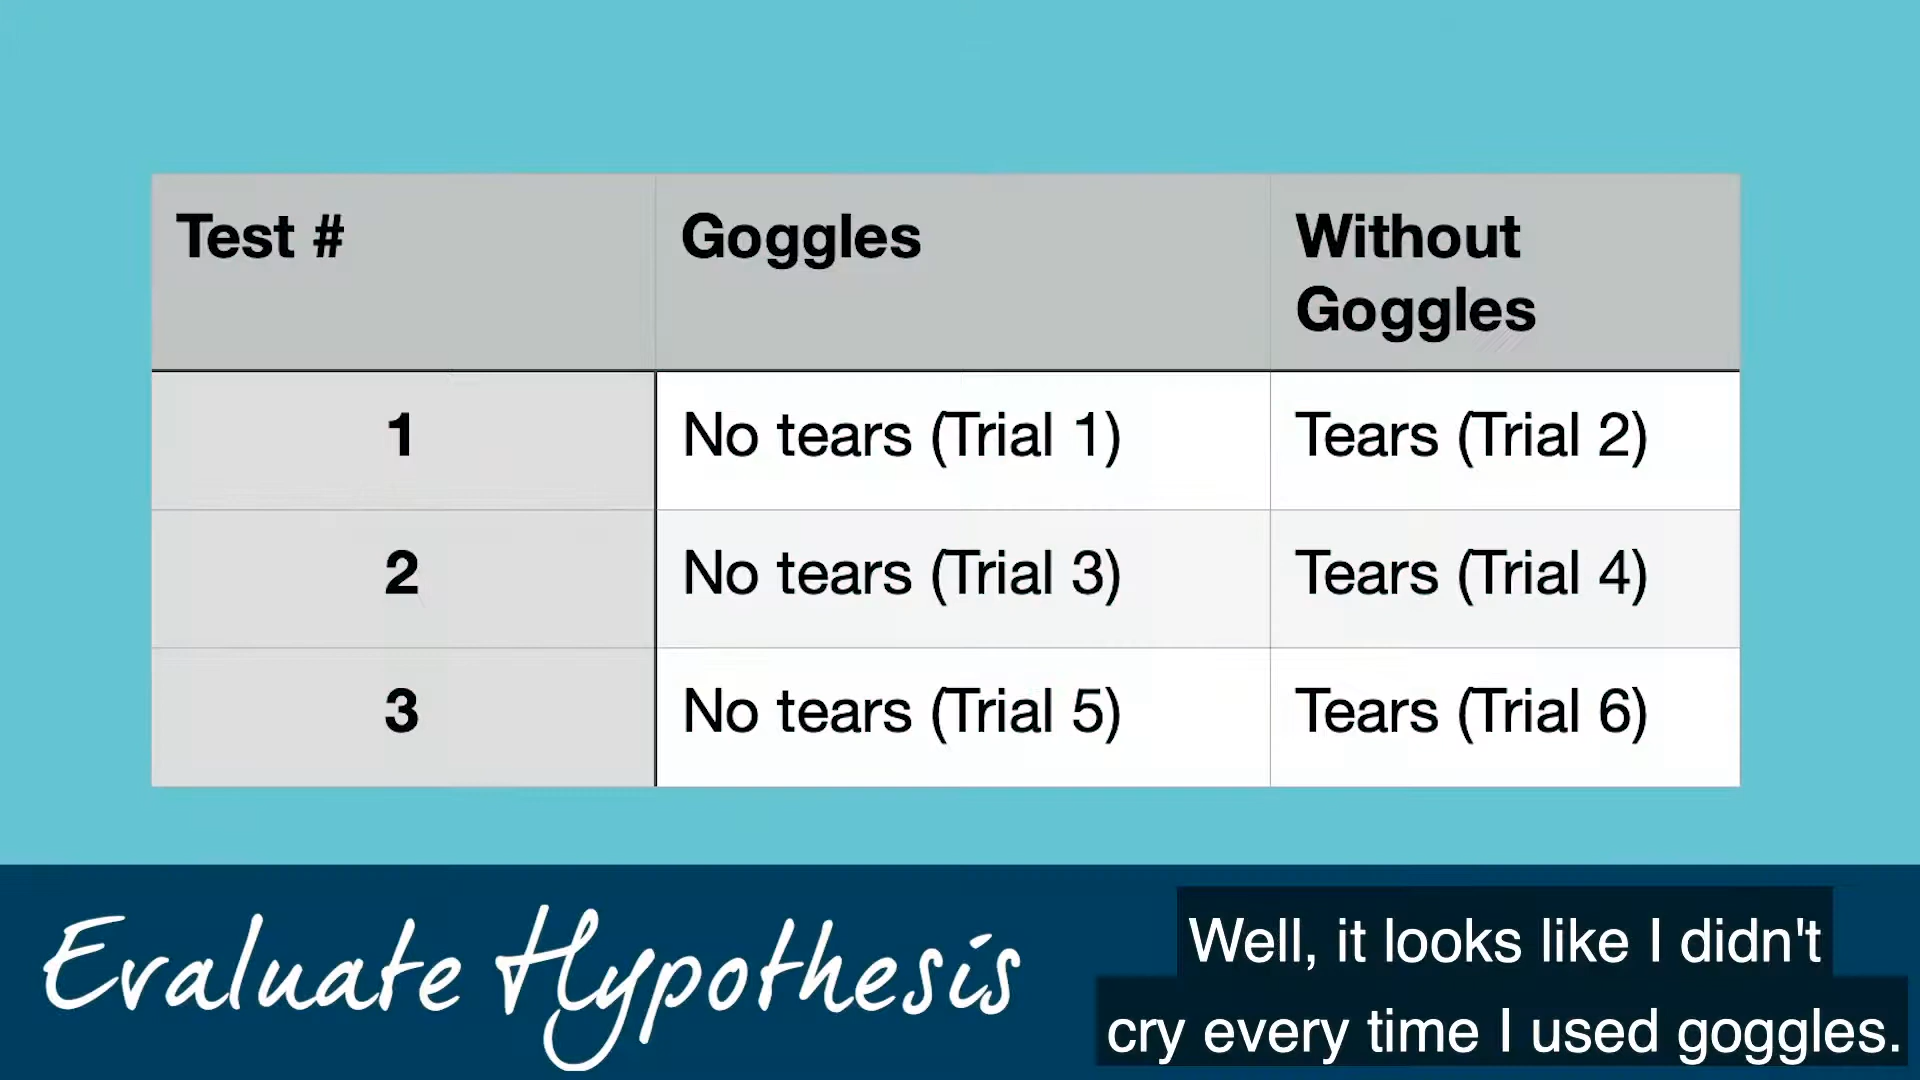 Test #
Goggles
Without
Goggles
1
No tears (Trial 1)
Tears (Trial 2)
2
No tears (Trial 3)
Tears (Trial 4)
3
No tears (Trial 5)
Tears (Trial 6)
Evaluate Hypothesis
Well, it looks like I didn't
cry every time I used goggles.